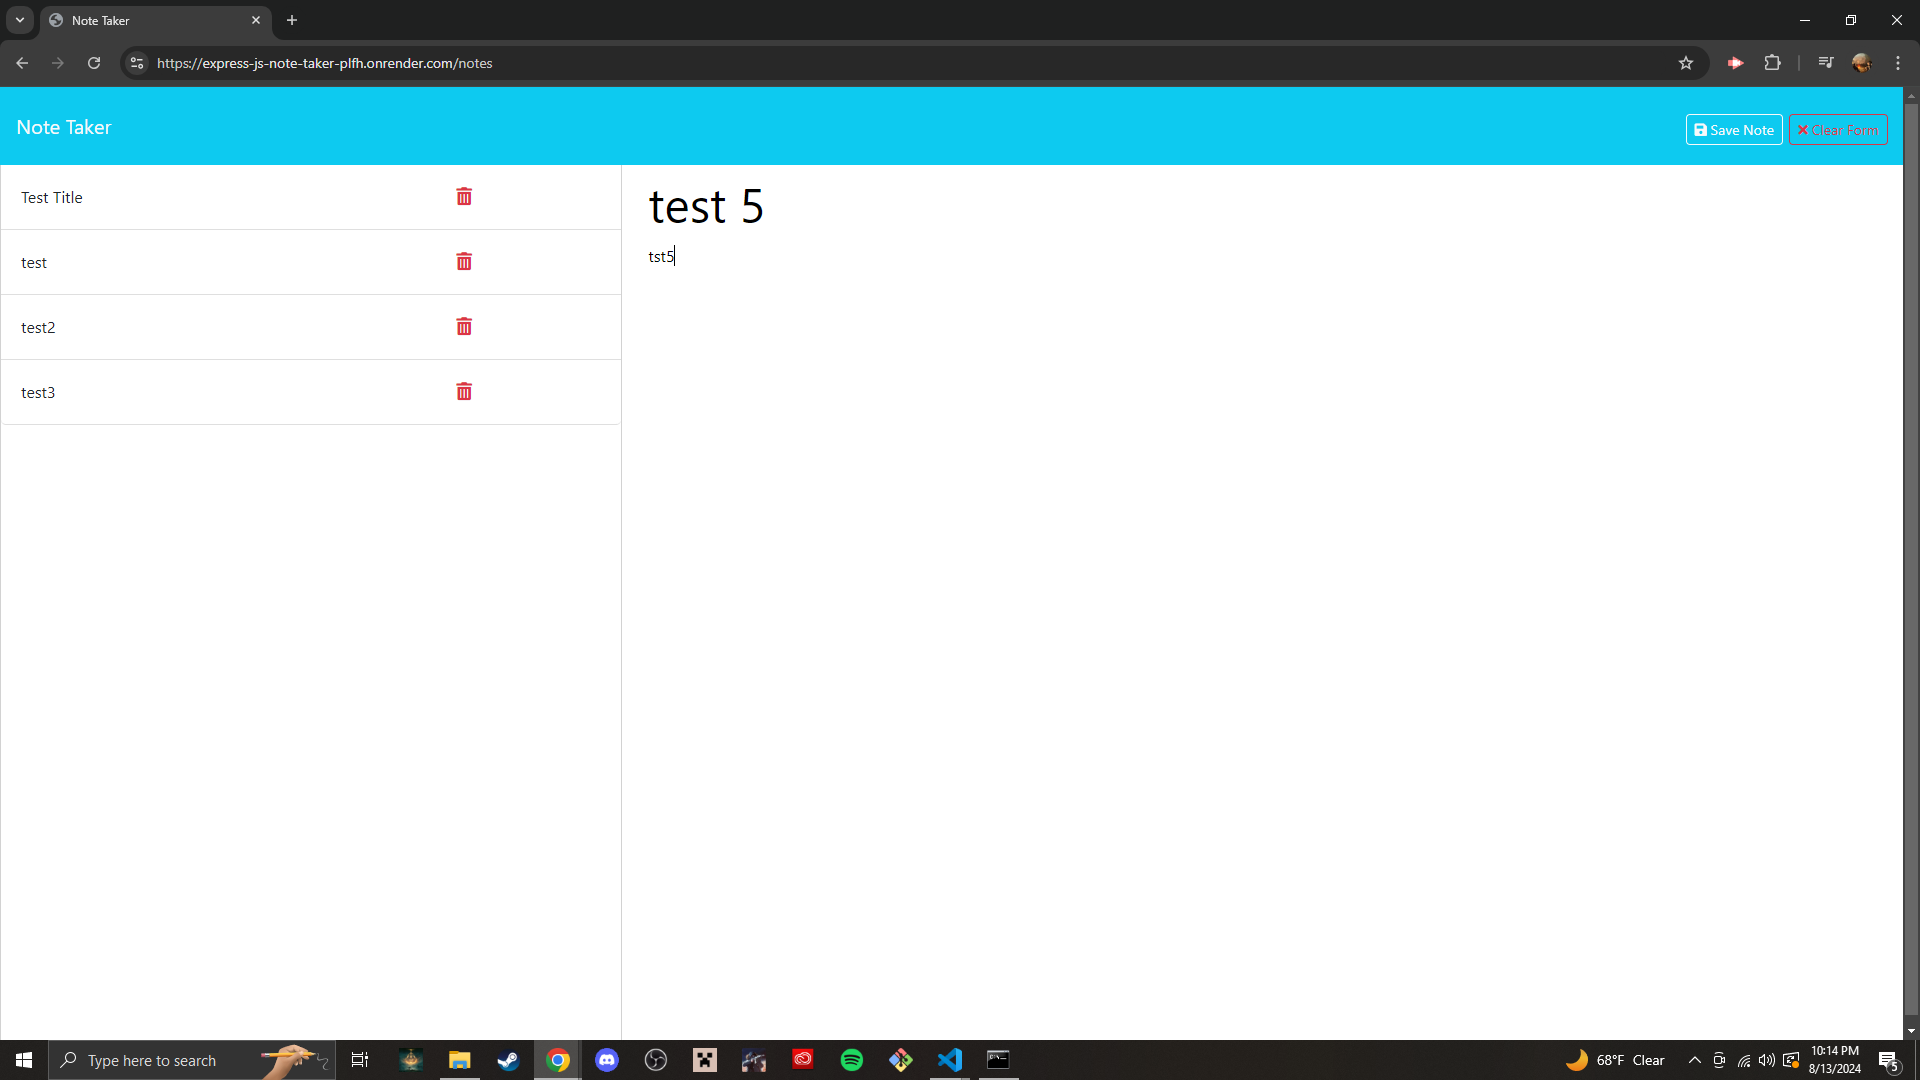 Note Taker
https://express-js-note-taker-plfh.onrender.com/notes
Note Taker
Save Note
Clear Form
Test Title
test
test2
test3
test 5
tst5
Type here to search
68°F Clear
10:14 PM
8/13/2024
5